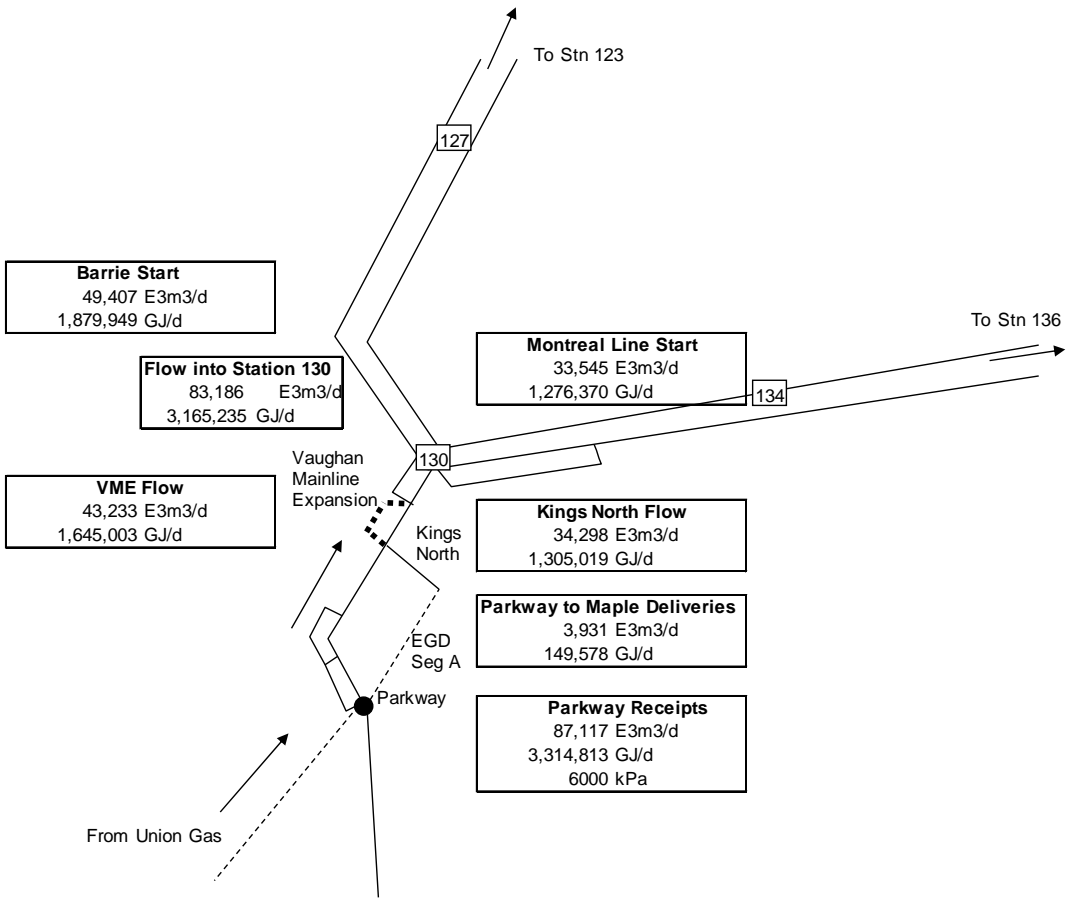 To Stn 123
127
Barrie Start
49,407 E3m3/d
1,879,949 GJ/d
To Stn 136
Montreal Line Start
33,545 E3m3/d
1,276,370 GJ/d
Flow into Station 130
83,186 E3m3/d
3,165,235 GJ/d
134
130
Vaughan
Mainline
Expansion
VME Flow
43,233 E3m3/d
1,645,003 GJ/d
Kings
North
Kings North Flow
34,298 E3m3/d
1,305,019 GJ/d
Parkway to Maple Deliveries
3,931 E3m3/d
149,578 GJ/d
EGD
Seg A
Parkway
Parkway Receipts
87,117 E3m3/d
3,314,813 GJ/d
6000 kPa
From Union Gas